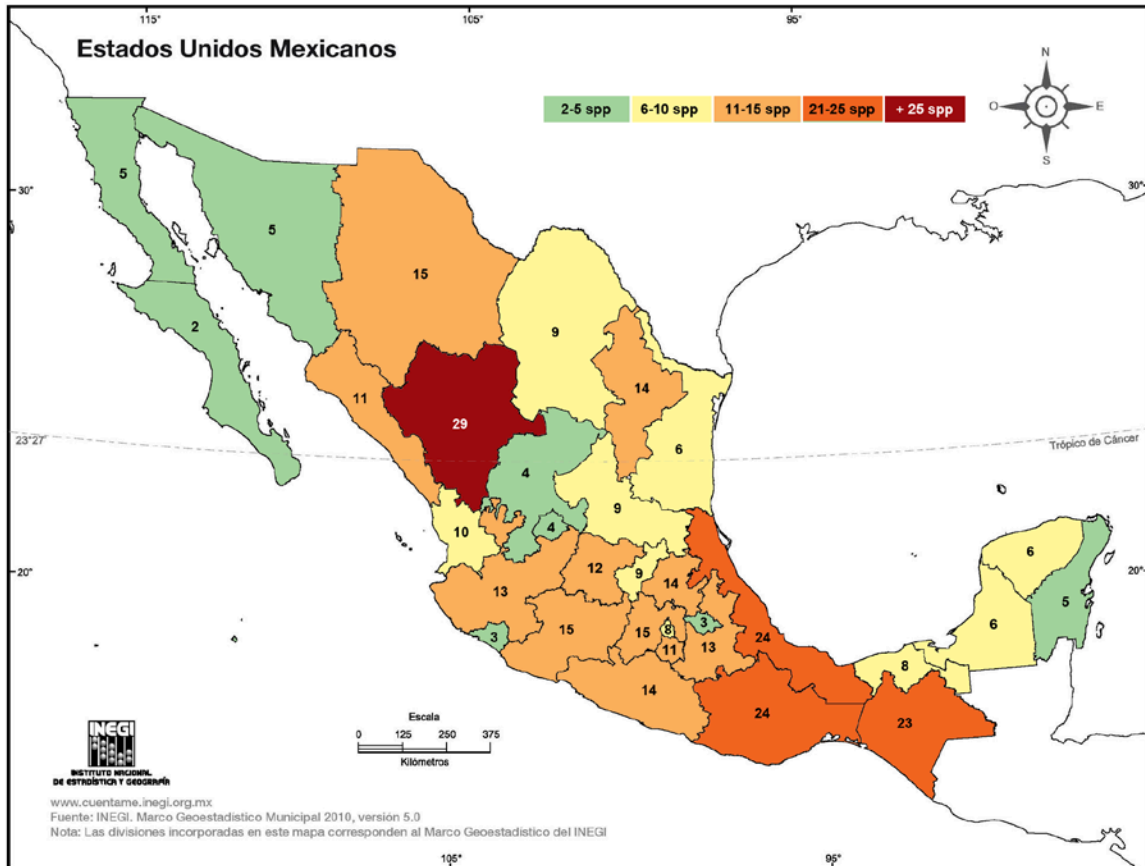 115°
105°
95°
Estados Unidos Mexicanos
N
O
E
S
2-5 spp
6-10 spp
11-15 spp
21-25 spp
+ 25 spp
30°
30°
5
5
15
9
2
11
14
29
23°27'
Trópico de Cáncer
4
6
9
10
4
20°
20°
12
9
14
13
6
5
6
3
15
15
8
3
11
13
24
8
14
24
23
Escala
0 125 250 375
Kilómetros
INEGI
INSTITUTO NACIONAL
DE ESTADÍSTICA Y GEOGRAFÍA
www.cuentame.inegi.org.mx
Fuente: INEGI. Marco Geoestadístico Municipal 2010, versión 5.0
Nota: Las divisiones incorporadas en este mapa corresponden al Marco Geoestadístico del INEGI
105°
95°